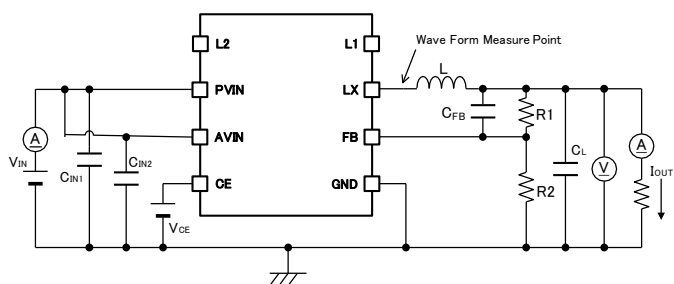 Wave Form Measure Point
L2
L1
PVIN
LX
L
AVIN
FB
CE
GND
A
VIN
CIN1
CIN2
VCE
CFB
R1
R2
CL
V
A
IOUT